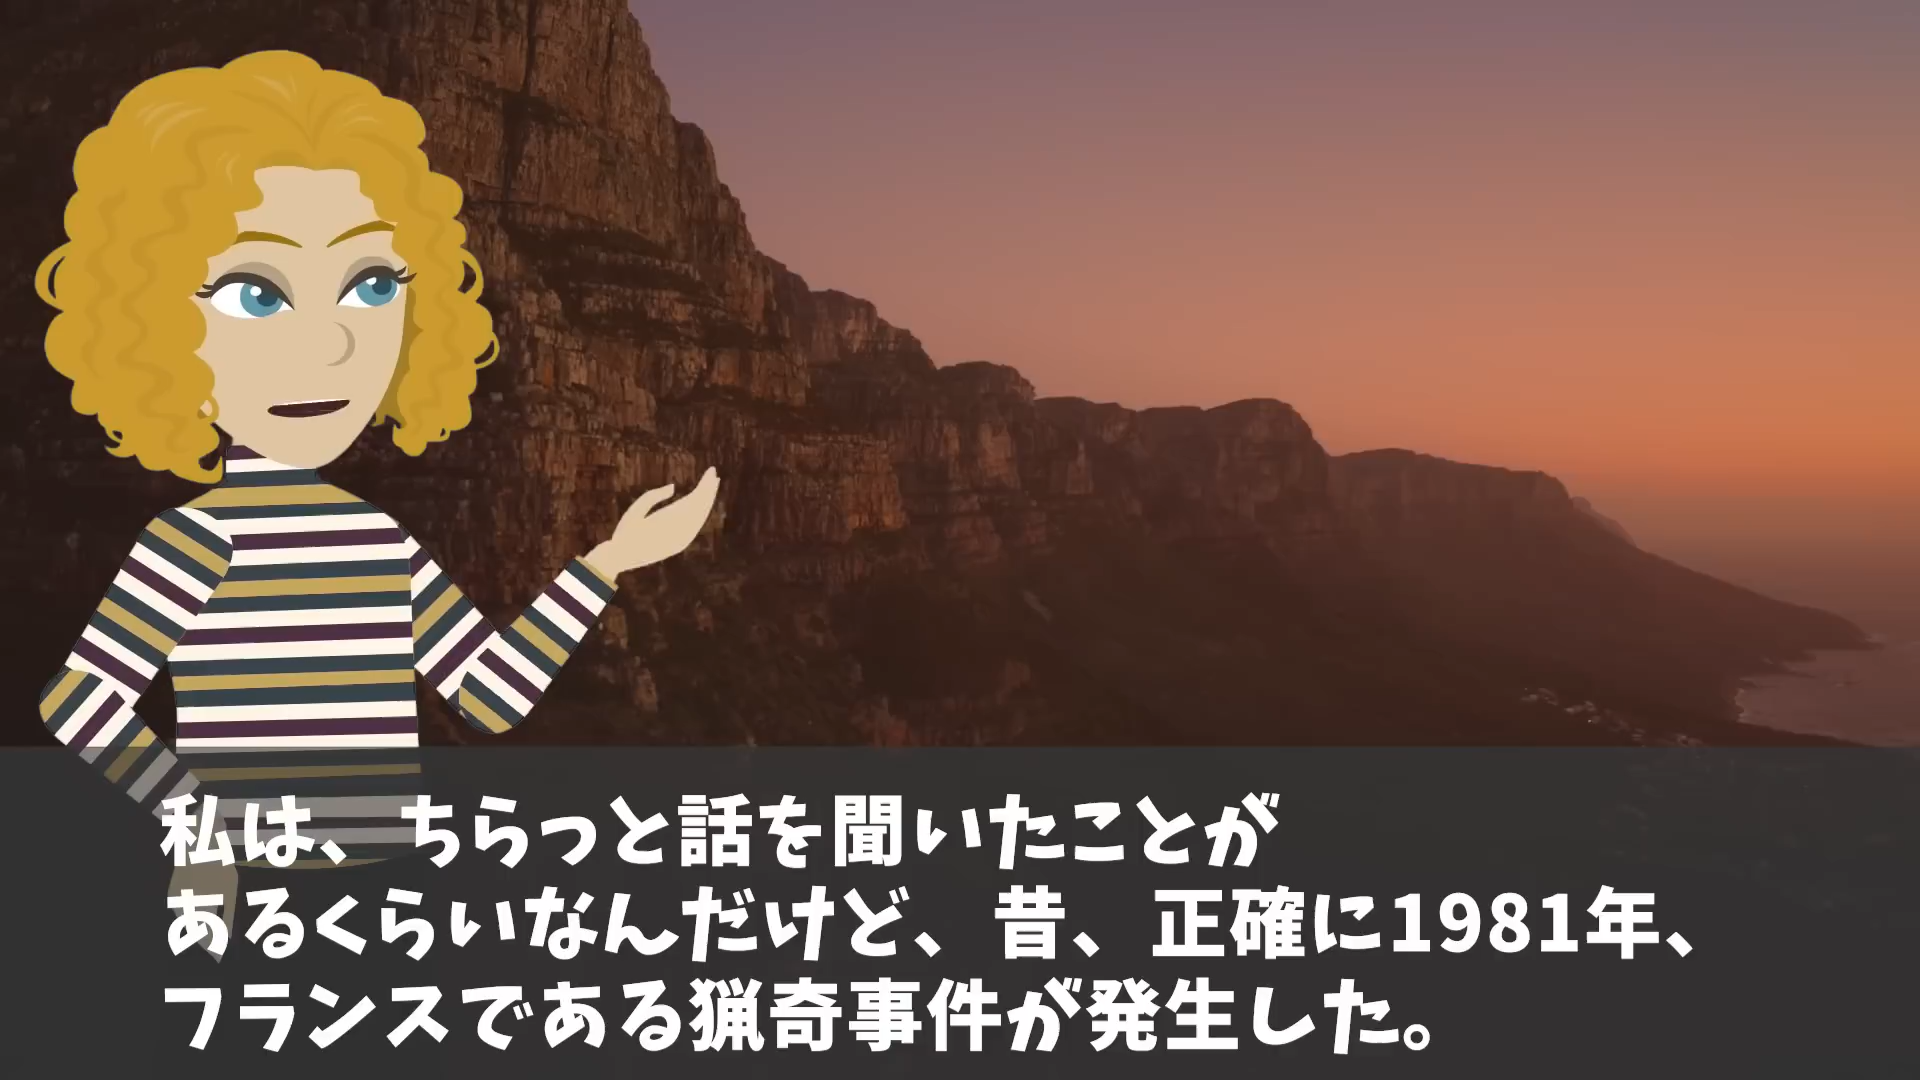 私は、ちらっと話を聞いたことが
あるくらいなんだけど、昔、正確に1981年、
フランスである猟奇事件が発生した。